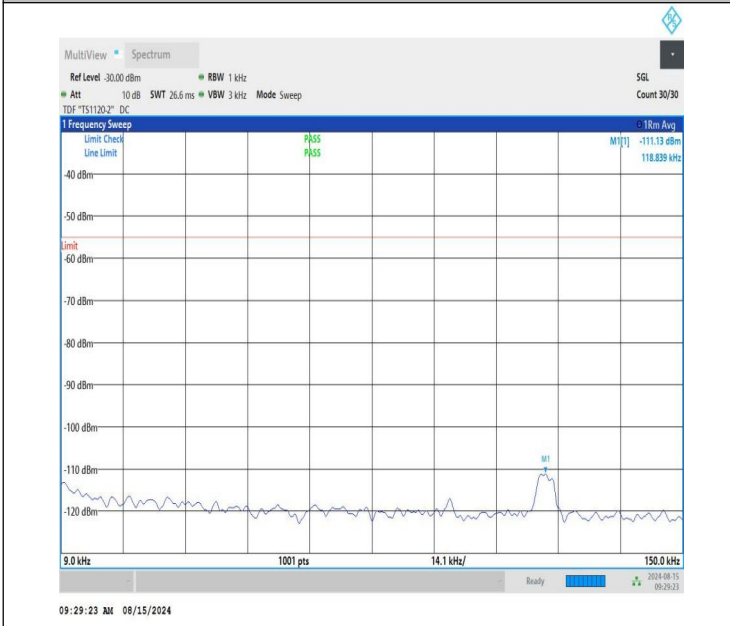 MultiView Spectrum
Ref Level -30.00 dBm RBW 1 kHz SGL
Att 10 dB SWT 26.6 ms VBW 3 kHz Mode Sweep Count 30/30
TDF "TS1120-2" DC
1 Frequency Sweep 1Rm Avg
Limit Check PASS M1[1] -111.13 dBm
Line Limit PASS 118.839 kHz
-40 dBm
-50 dBm
Limit
-60 dBm
-70 dBm
-80 dBm
-90 dBm
-100 dBm
M1
-110 dBm
-120 dBm
9.0 kHz 1001 pts 14.1 kHz/ 150.0 kHz
Ready 2024-08-15
09:29:23
09:29:23 AM 08/15/2024